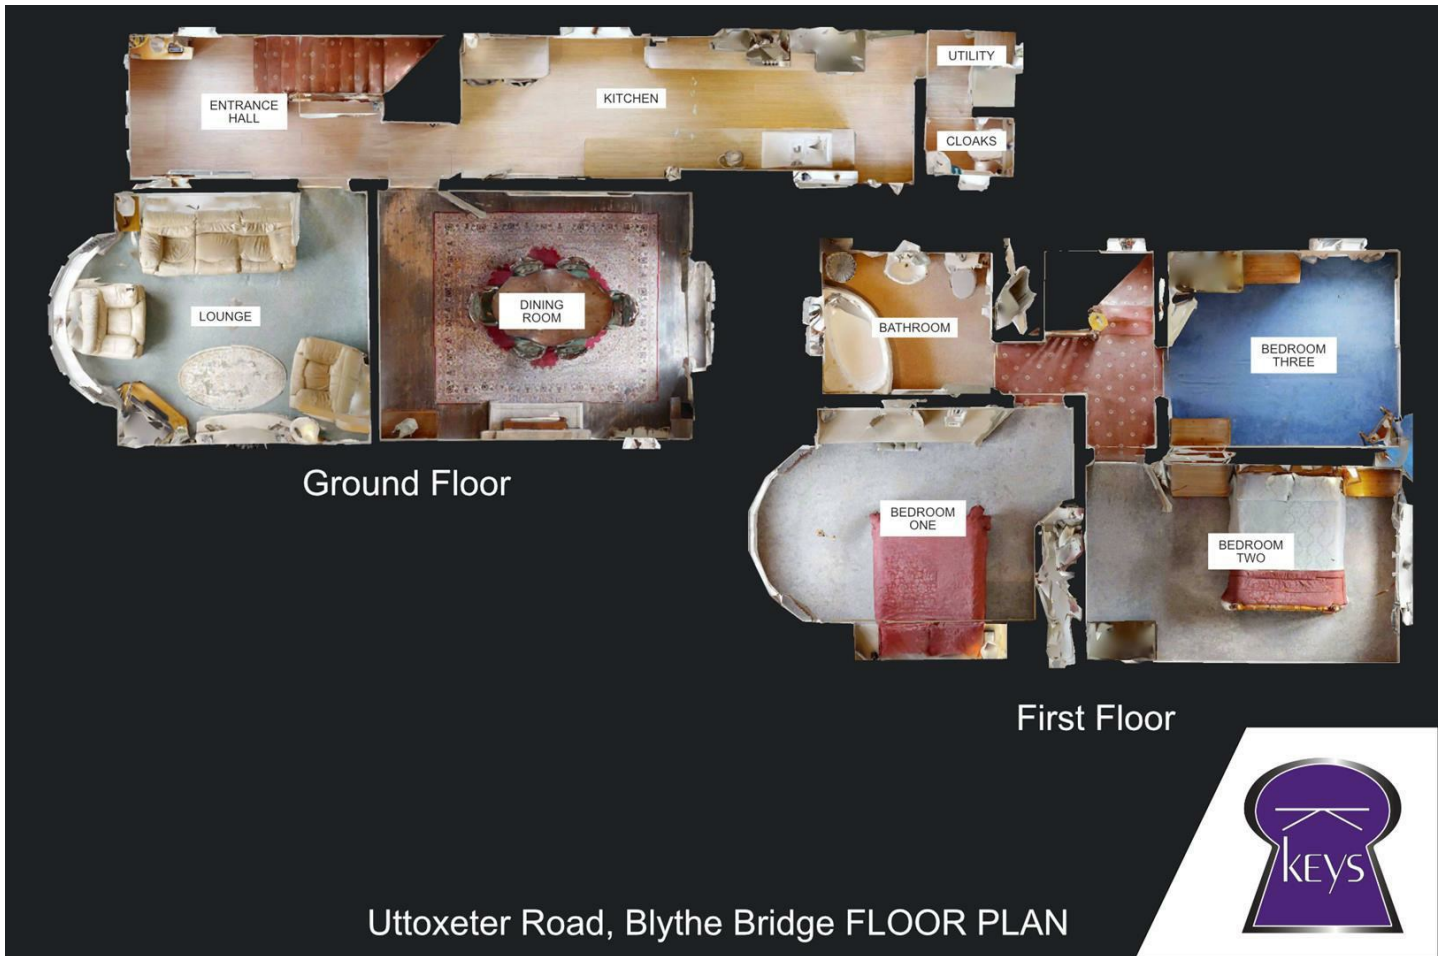 UTILITY
ENTRANCE
HALL
KITCHEN
CLOAKS
LOUNGE
DINING
ROOM
BATHROOM
BEDROOM
THREE
Ground Floor
BEDROOM
ONE
BEDROOM
TWO
First Floor
KEYS
Uttoxeter Road, Blythe Bridge FLOOR PLAN